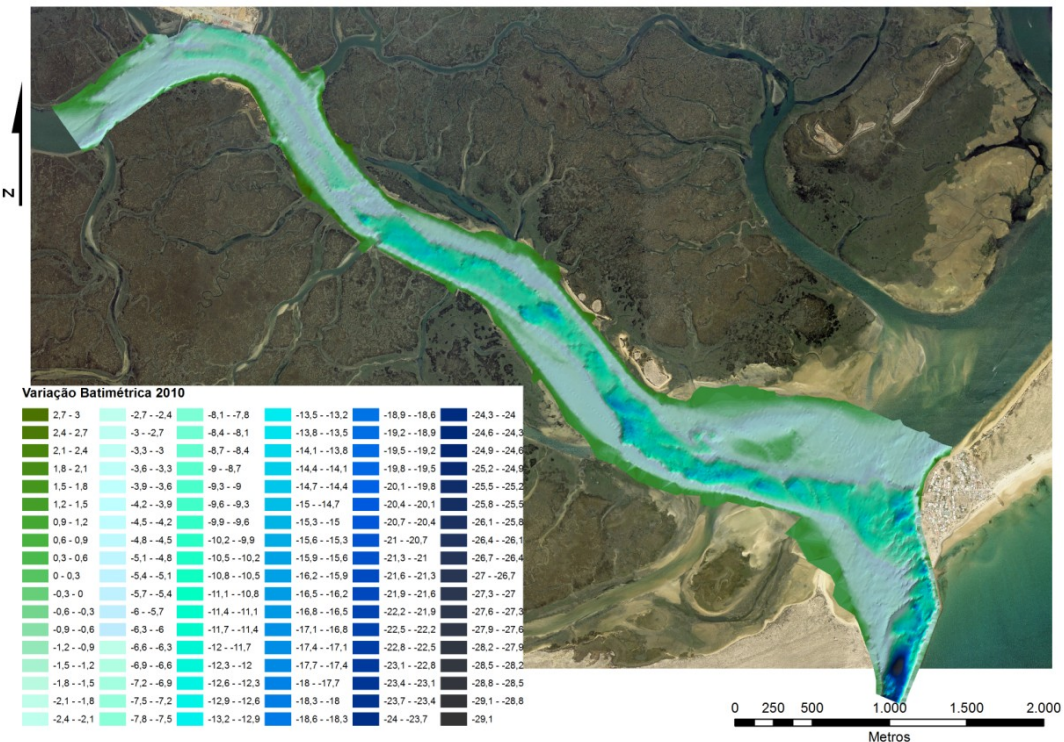 N
Variação Batimétrica 2010
2,7 - 3
2,4 - 2,7
2,1 - 2,4
1,8 - 2,1
1,5 - 1,8
1,2 - 1,5
0,9 - 1,2
0,6 - 0,9
0,3 - 0,6
0 - 0,3
-0,3 - 0
-0,6 - -0,3
-0,9 - -0,6
-1,2 - -0,9
-1,5 - -1,2
-1,8 - -1,5
-2,1 - -1,8
-2,4 - -2,1
-2,7 - -2,4
-3 - -2,7
-3,3 - -3
-3,6 - -3,3
-3,9 - -3,6
-4,2 - -3,9
-4,5 - -4,2
-4,8 - -4,5
-5,1 - -4,8
-5,4 - -5,1
-5,7 - -5,4
-6 - -5,7
-6,3 - -6
-6,6 - -6,3
-6,9 - -6,6
-7,2 - -6,9
-7,5 - -7,2
-7,8 - -7,5
-8,1 - -7,8
-8,4 - -8,1
-8,7 - -8,4
-9 - -8,7
-9,3 - -9
-9,6 - -9,3
-9,9 - -9,6
-10,2 - -9,9
-10,5 - -10,2
-10,8 - -10,5
-11,1 - -10,8
-11,4 - -11,1
-11,7 - -11,4
-12 - -11,7
-12,3 - -12
-12,6 - -12,3
-12,9 - -12,6
-13,2 - -12,9
-13,5 - -13,2
-13,8 - -13,5
-14,1 - -13,8
-14,4 - -14,1
-14,7 - -14,4
-15 - -14,7
-15,3 - -15
-15,6 - -15,3
-15,9 - -15,6
-16,2 - -15,9
-16,5 - -16,2
-16,8 - -16,5
-17,1 - -16,8
-17,4 - -17,1
-17,7 - -17,4
-18 - -17,7
-18,3 - -18
-18,6 - -18,3
-18,9 - -18,6
-19,2 - -18,9
-19,5 - -19,2
-19,8 - -19,5
-20,1 - -19,8
-20,4 - -20,1
-20,7 - -20,4
-21 - -20,7
-21,3 - -21
-21,6 - -21,3
-21,9 - -21,6
-22,2 - -21,9
-22,5 - -22,2
-22,8 - -22,5
-23,1 - -22,8
-23,4 - -23,1
-23,7 - -23,4
-24 - -23,7
-24,3 - -24
-24,6 - -24,3
-24,9 - -24,6
-25,2 - -24,9
-25,5 - -25,2
-25,8 - -25,5
-26,1 - -25,8
-26,4 - -26,1
-26,7 - -26,4
-27 - -26,7
-27,3 - -27
-27,6 - -27,3
-27,9 - -27,6
-28,2 - -27,9
-28,5 - -28,2
-28,8 - -28,5
-29,1 - -28,8
-29,1
0 250 500 1.000 1.500 2.000
Metros